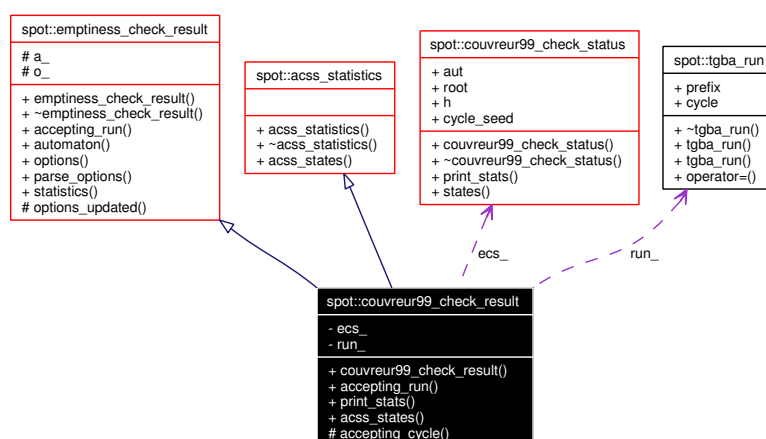 spot::emptiness_check_result
# a_
# o_
+ emptiness_check_result()
+ ~emptiness_check_result()
+ accepting_run()
+ automaton()
+ options()
+ parse_options()
+ statistics()
# options_updated()
spot::acss_statistics
+ acss_statistics()
+ ~acss_statistics()
+ acss_states()
spot::couvreur99_check_status
+ aut
+ root
+ h
+ cycle_seed
+ couvreur99_check_status()
+ ~couvreur99_check_status()
+ print_stats()
+ states()
spot::tgba_run
+ prefix
+ cycle
+ ~tgba_run()
+ tgba_run()
+ tgba_run()
+ operator=()
ecs_
run_
spot::couvreur99_check_result
- ecs_
- run_
+ couvreur99_check_result()
+ accepting_run()
+ print_stats()
+ acss_states()
# accepting_cycle()